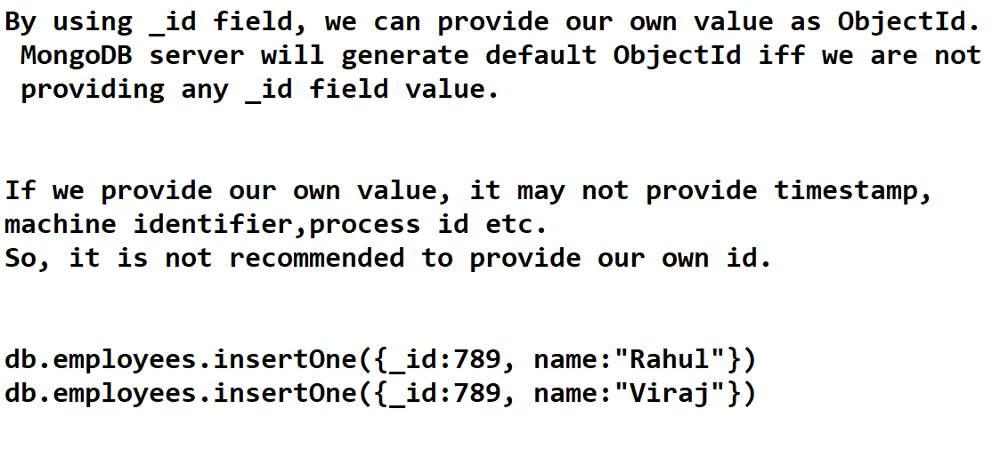 By using _id field, we can provide our own value as ObjectId.
MongoDB server will generate default ObjectId iff we are not
providing any _id field value.
If we provide our own value, it may not provide timestamp,
machine identifier,process id etc.
So, it is not recommended to provide our own id.
db.employees.insertOne({_id:789, name:"Rahul"})
db.employees.insertOne({_id:789, name:"Viraj"})